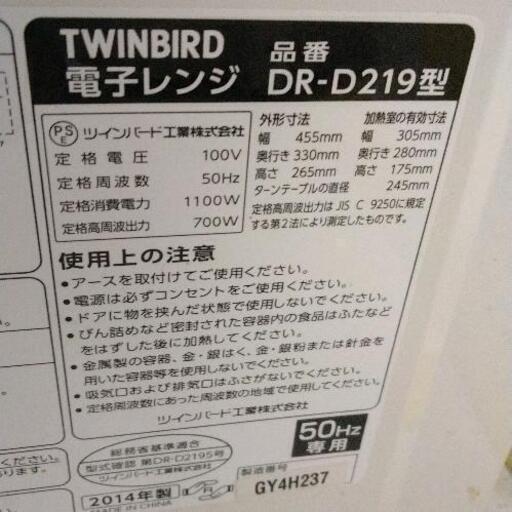 TWINBIRD 品番
電子レンジ DR-D219型
PSE ツインバード工業株式会社
定格電圧 100V
定格周波数 50Hz
定格消費電力 1100W
定格高周波出力 700W
外形寸法
幅 455mm
奥行き 330mm
高さ 265mm
加熱室の有効寸法
幅 305mm
奥行き 280mm
高さ 175mm
ターンテーブルの直径 245mm
定格高周波出力は JIS C 9250に規定
する第2法により測定したものです。
使用上の注意
•アースを取付けてご使用ください。
•電源は必ずコンセントをご使用ください。
•ドアに物を挟んだ状態で使用しないでください。
•びん詰めなど密封された容器内の食品はふたなど
をはずした後に加熱してください。
•金属製の容器、金・銀はく、金・銀粉または針金を
用いた容器等を使用しないでください。
•吸気口および排気口はふさがないでください。
•定格周波数にあった周波数の地域で使用してください。
ツインバード工業株式会社
総務省基準適合
型式確認 第DR-D219S号
50Hz
専用
2014年製
MADE IN CHINA
製造番号
GY4H237
ください。
あります。